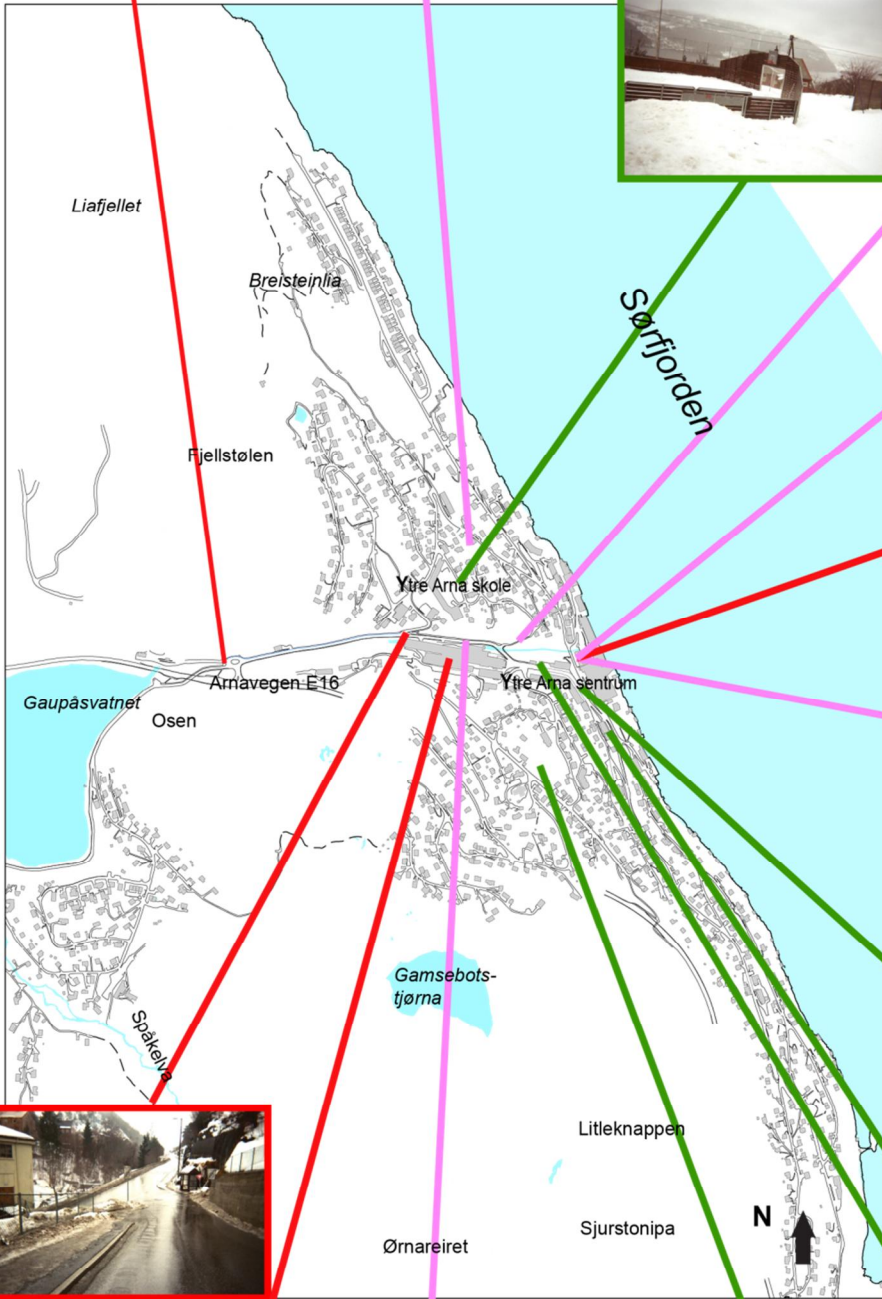 Liafjellet
Breisteinlia
Sørfjorden
Fjellstølen
Ytre Arna skole
Arnavegen E16
Ytre Arna sentrum
Gaupåsvatnet
Osen
Gamsebots-
tjørna
Spåkelva
Litleknappen
N
Sjurstonipa
Ørnareiret